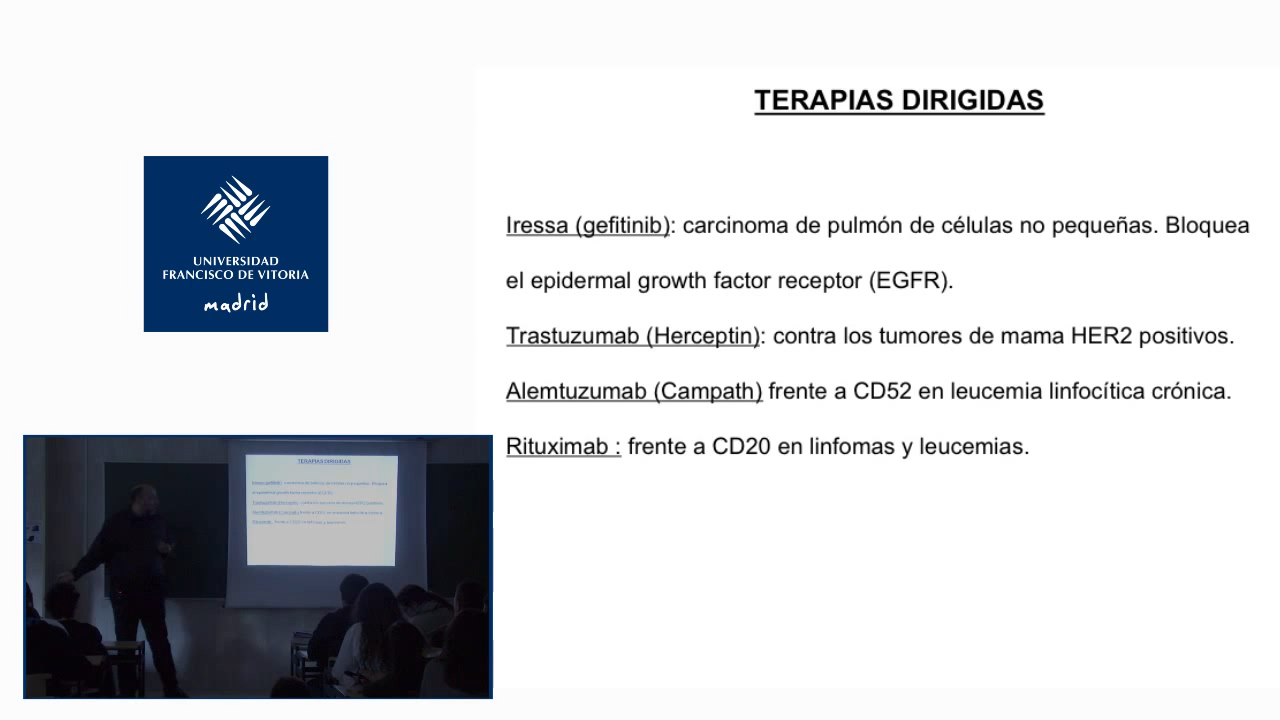 TERAPIAS DIRIGIDAS
UNIVERSIDAD
FRANCISCO DE VITORIA
madrid
Iressa (gefitinib): carcinoma de pulmón de células no pequeñas. Bloquea
el epidermal growth factor receptor (EGFR).
Trastuzumab (Herceptin): contra los tumores de mama HER2 positivos.
Alemtuzumab (Campath) frente a CD52 en leucemia linfocítica crónica.
Rituximab : frente a CD20 en linfomas y leucemias.
TERAPIAS DIRIGIDAS